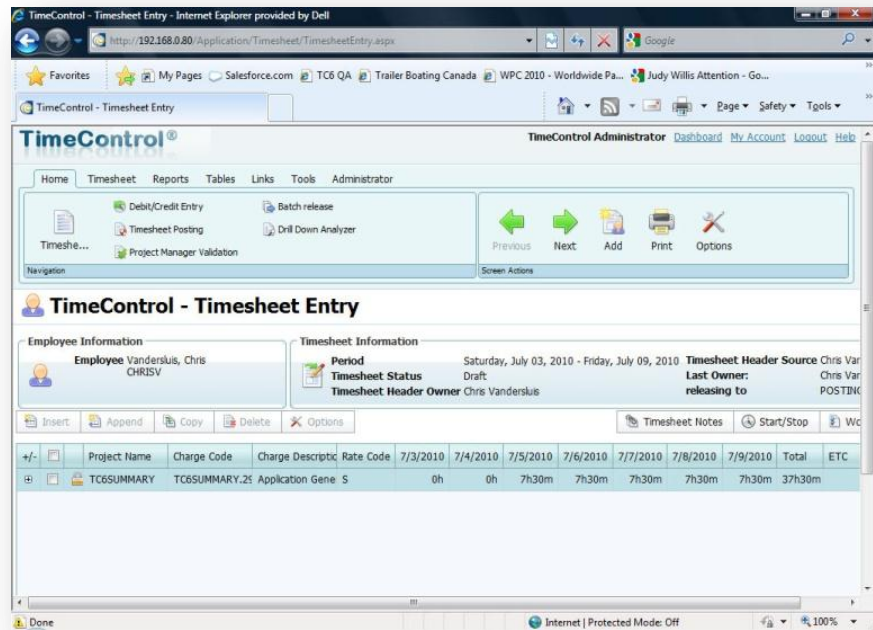 TimeControl - Timesheet Entry - Internet Explorer provided by Dell
http://192.168.0.80/Application/Timesheet/TimesheetEntry.aspx
Google
Favorites My Pages Salesforce.com TC6 QA Trailer Boating Canada WPC 2010 - Worldwide Pa... Judy Willis Attention - Go...
TimeControl - Timesheet Entry
Page Safety Tools
TimeControl®
TimeControl Administrator Dashboard My Account Logout Help
Home Timesheet Reports Tables Links Tools Administrator
Timeshe...
Debit/Credit Entry Batch release
Timesheet Posting Drill Down Analyzer
Project Manager Validation
Navigation
Previous Next Add Print Options
Screen Actions
TimeControl - Timesheet Entry
Employee Information
Employee Vandersluis, Chris
CHRISV
Timesheet Information
Period Saturday, July 03, 2010 - Friday, July 09, 2010 Timesheet Header Source Chris Var
Timesheet Status Draft Last Owner: Chris Var
Timesheet Header Owner Chris Vandersluis releasing to POSTING
Insert Append Copy Delete Options Timesheet Notes Start/Stop Wo
+/- Project Name Charge Code Charge Descriptic Rate Code 7/3/2010 7/4/2010 7/5/2010 7/6/2010 7/7/2010 7/8/2010 7/9/2010 Total ETC
TC6SUMMARY TC6SUMMARY.29 Application Gene S 0h 0h 7h30m 7h30m 7h30m 7h30m 7h30m 37h30m
Done Internet | Protected Mode: Off 100%